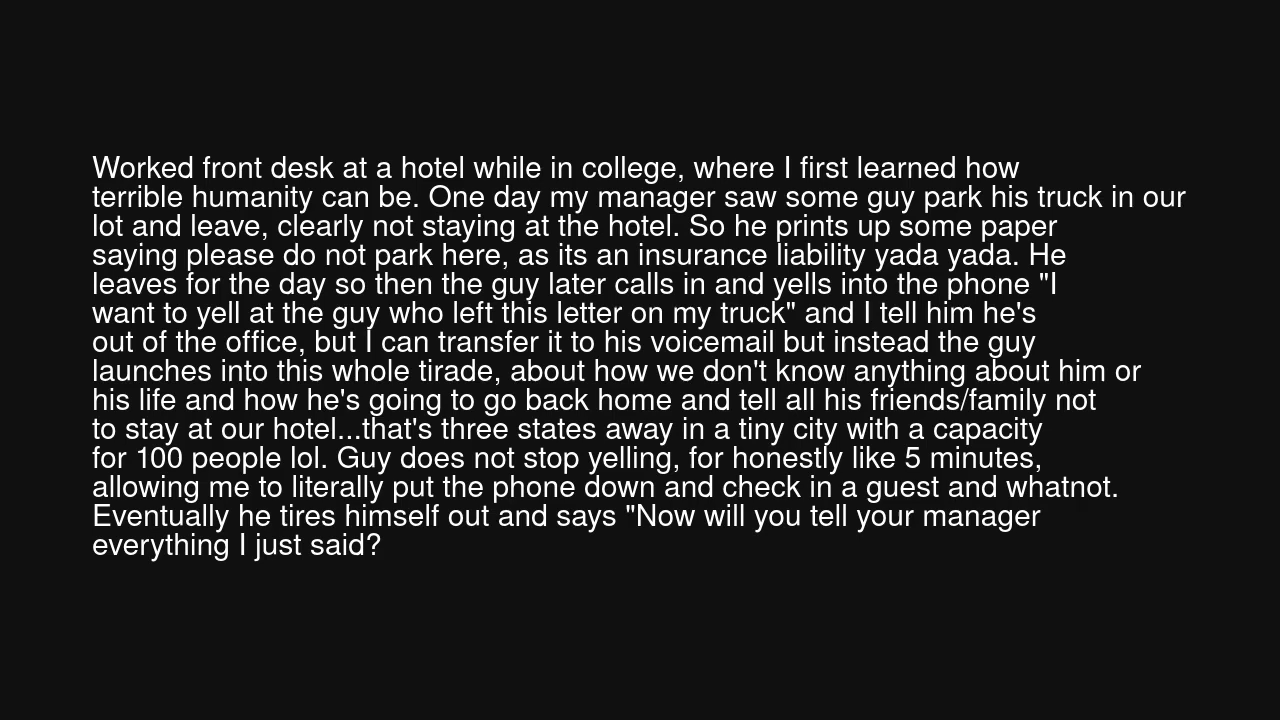 Worked front desk at a hotel while in college, where I first learned how
terrible humanity can be. One day my manager saw some guy park his truck in our
lot and leave, clearly not staying at the hotel. So he prints up some paper
saying please do not park here, as its an insurance liability yada yada. He
leaves for the day so then the guy later calls in and yells into the phone "I
want to yell at the guy who left this letter on my truck" and I tell him he's
out of the office, but I can transfer it to his voicemail but instead the guy
launches into this whole tirade, about how we don't know anything about him or
his life and how he's going to go back home and tell all his friends/family not
to stay at our hotel...that's three states away in a tiny city with a capacity
for 100 people lol. Guy does not stop yelling, for honestly like 5 minutes,
allowing me to literally put the phone down and check in a guest and whatnot.
Eventually he tires himself out and says "Now will you tell your manager
everything I just said?